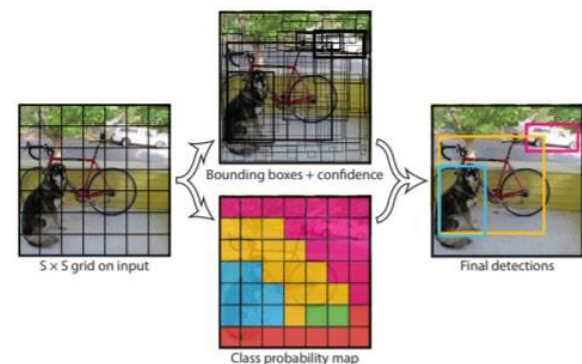 S × S grid on input
Bounding boxes + confidence
Class probability map
Final detections